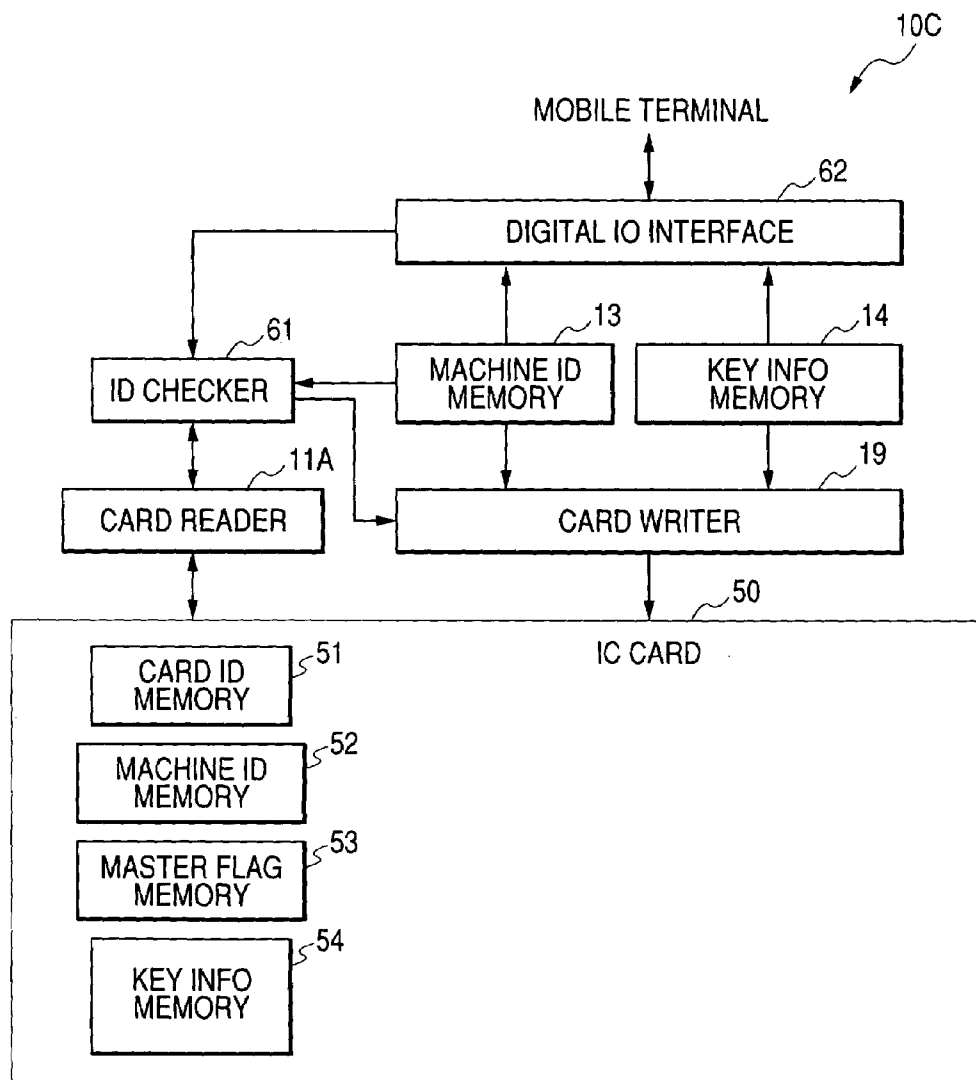 10C
MOBILE TERMINAL
62
DIGITAL IO INTERFACE
61
13
14
ID CHECKER
MACHINE ID
MEMORY
KEY INFO
MEMORY
11A
19
CARD READER
CARD WRITER
50
IC CARD
51
CARD ID
MEMORY
52
MACHINE ID
MEMORY
53
MASTER FLAG
MEMORY
54
KEY INFO
MEMORY